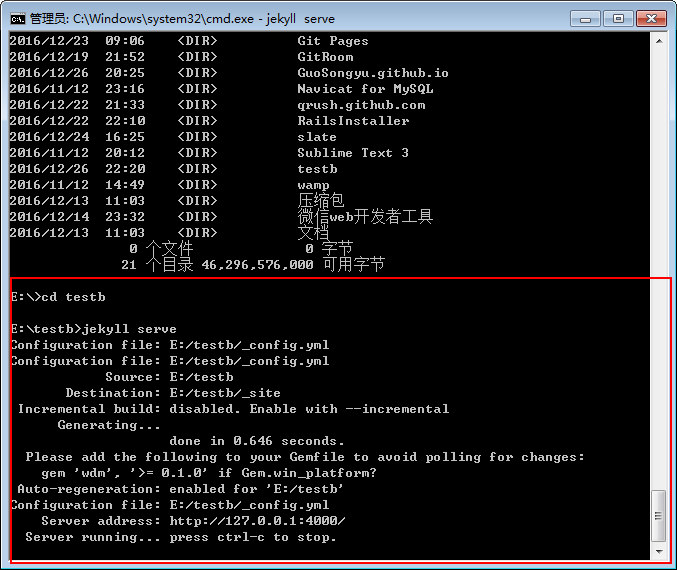 管理员: C:\Windows\system32\cmd.exe - jekyll  serve
2016/12/23  09:06    <DIR>          Git Pages
2016/12/19  21:52    <DIR>          GitRoom
2016/12/26  20:25    <DIR>          GuoSongyu.github.io
2016/11/12  23:16    <DIR>          Navicat for MySQL
2016/12/22  21:33    <DIR>          qrush.github.com
2016/12/22  22:10    <DIR>          RailsInstaller
2016/12/24  16:25    <DIR>          slate
2016/11/12  20:12    <DIR>          Sublime Text 3
2016/12/26  22:20    <DIR>          testb
2016/11/12  14:49    <DIR>          wamp
2016/12/13  11:03    <DIR>          压缩包
2016/12/14  23:32    <DIR>          微信web开发者工具
2016/12/13  11:03    <DIR>          文档
               0 个文件              0 字节
              21 个目录 46,296,576,000 可用字节
E:\>cd testb
E:\testb>jekyll serve
Configuration file: E:/testb/_config.yml
Configuration file: E:/testb/_config.yml
            Source: E:/testb
       Destination: E:/testb/_site
 Incremental build: disabled. Enable with --incremental
      Generating...
                    done in 0.646 seconds.
  Please add the following to your Gemfile to avoid polling for changes:
    gem 'wdm', '>= 0.1.0' if Gem.win_platform?
 Auto-regeneration: enabled for 'E:/testb'
Configuration file: E:/testb/_config.yml
    Server address: http://127.0.0.1:4000/
  Server running... press ctrl-c to stop.